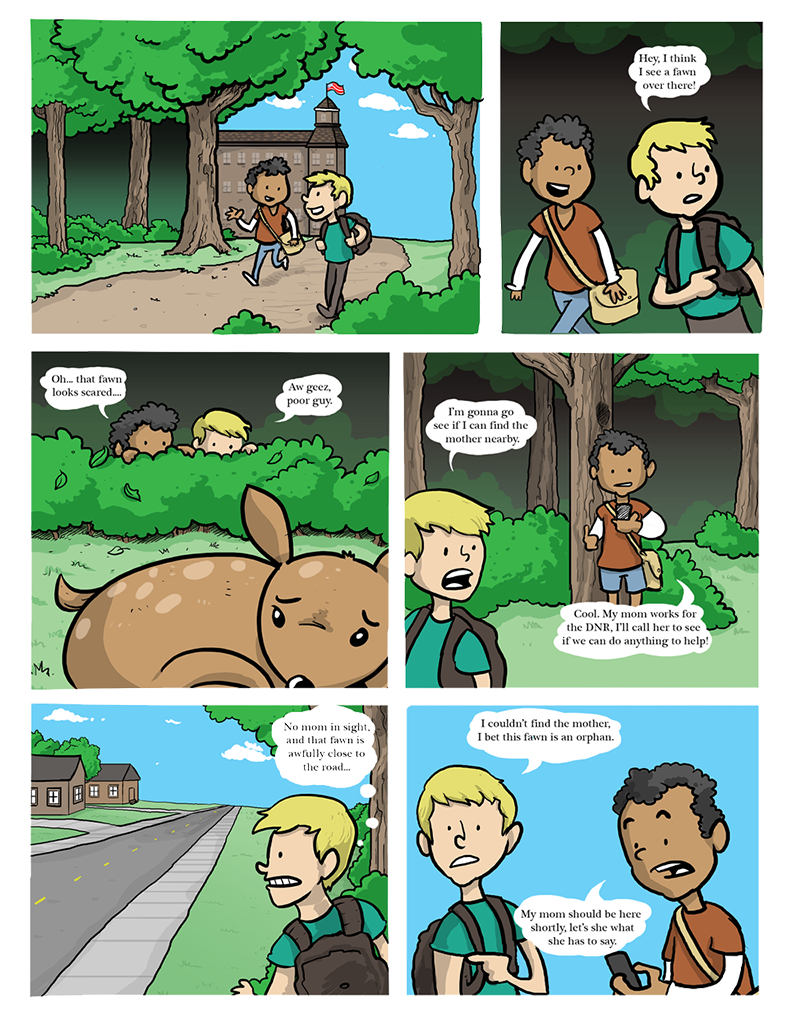 Hey, I think
I see a fawn
over there!
Oh... that fawn
looks scared....
Aw geez,
poor guy.
I'm gonna go
see if I can find the
mother nearby.
Cool. My mom works for
the DNR, I'll call her to see
if we can do anything to help!
No mom in sight,
and that fawn is
awfully close to
the road...
I couldn't find the mother,
I bet this fawn is an orphan.
My mom should be here
shortly, let's she what
she has to say.